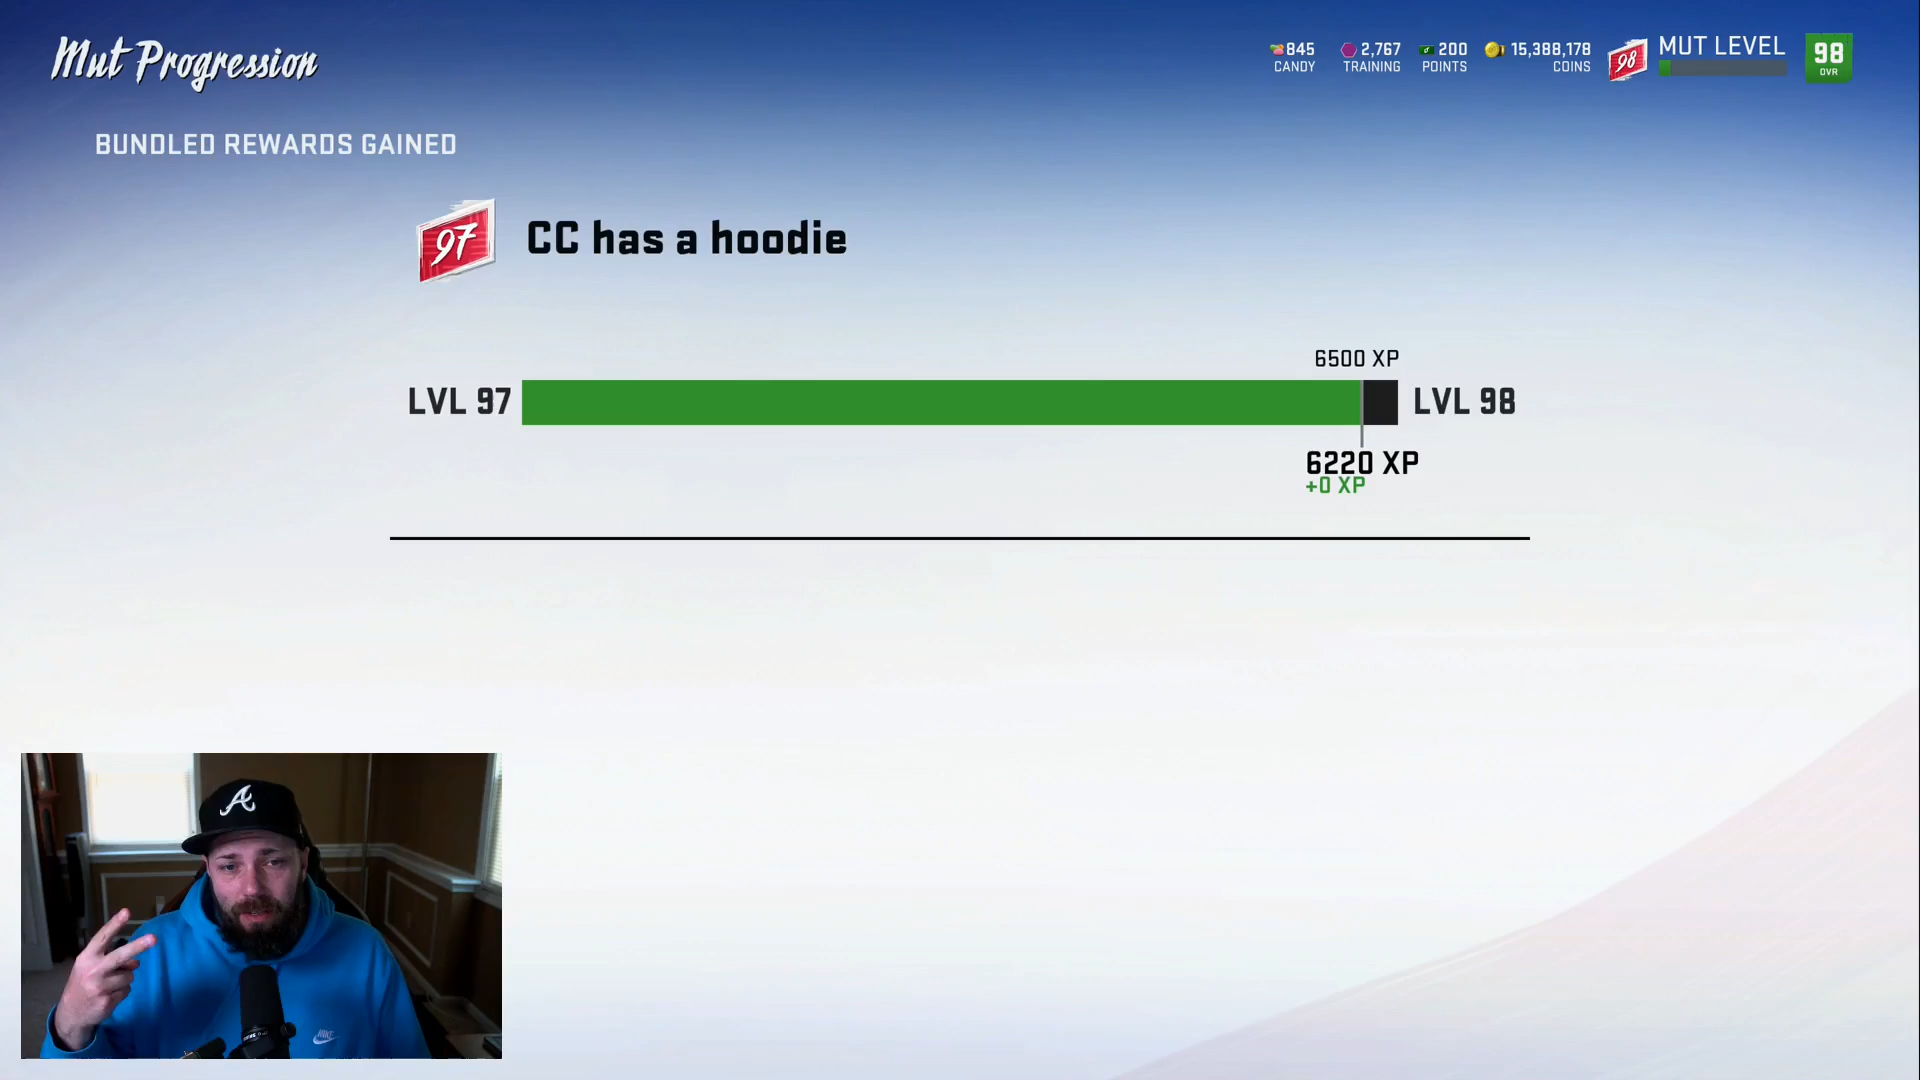 Mut Progression
845
CANDY
2,767
TRAINING
200
POINTS
15,388,178
COINS
98
MUT LEVEL
98
OVR
BUNDLED REWARDS GAINED
97
CC has a hoodie
6500 XP
LVL 97
LVL 98
6220 XP
+0 XP
A
NIKE